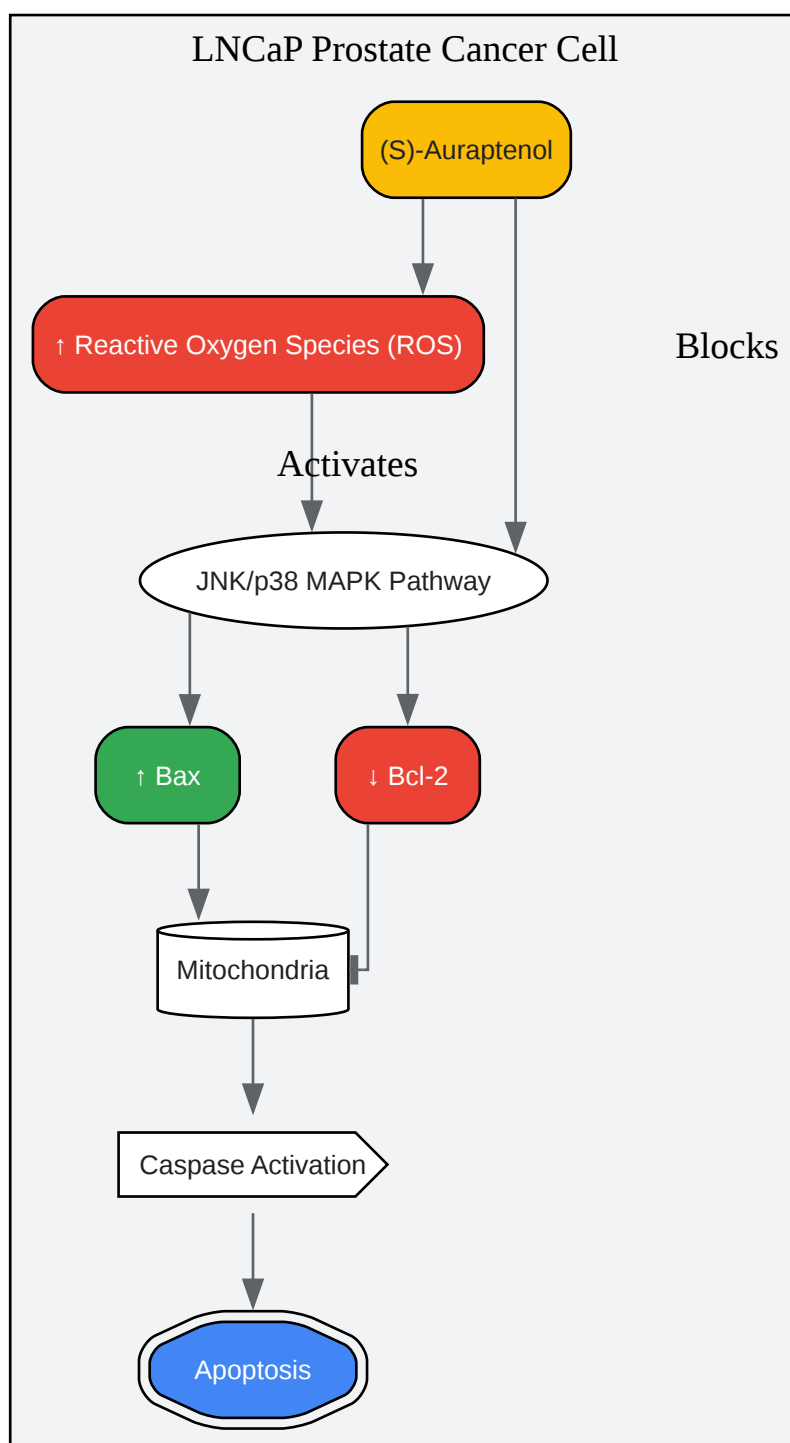 LNCaP Prostate Cancer Cell
(S)-Auraptenol
↑ Reactive Oxygen Species (ROS)
Blocks
Activates
JNK/p38 MAPK Pathway
↑ Bax
↓ Bcl-2
Mitochondria
Caspase Activation
Apoptosis